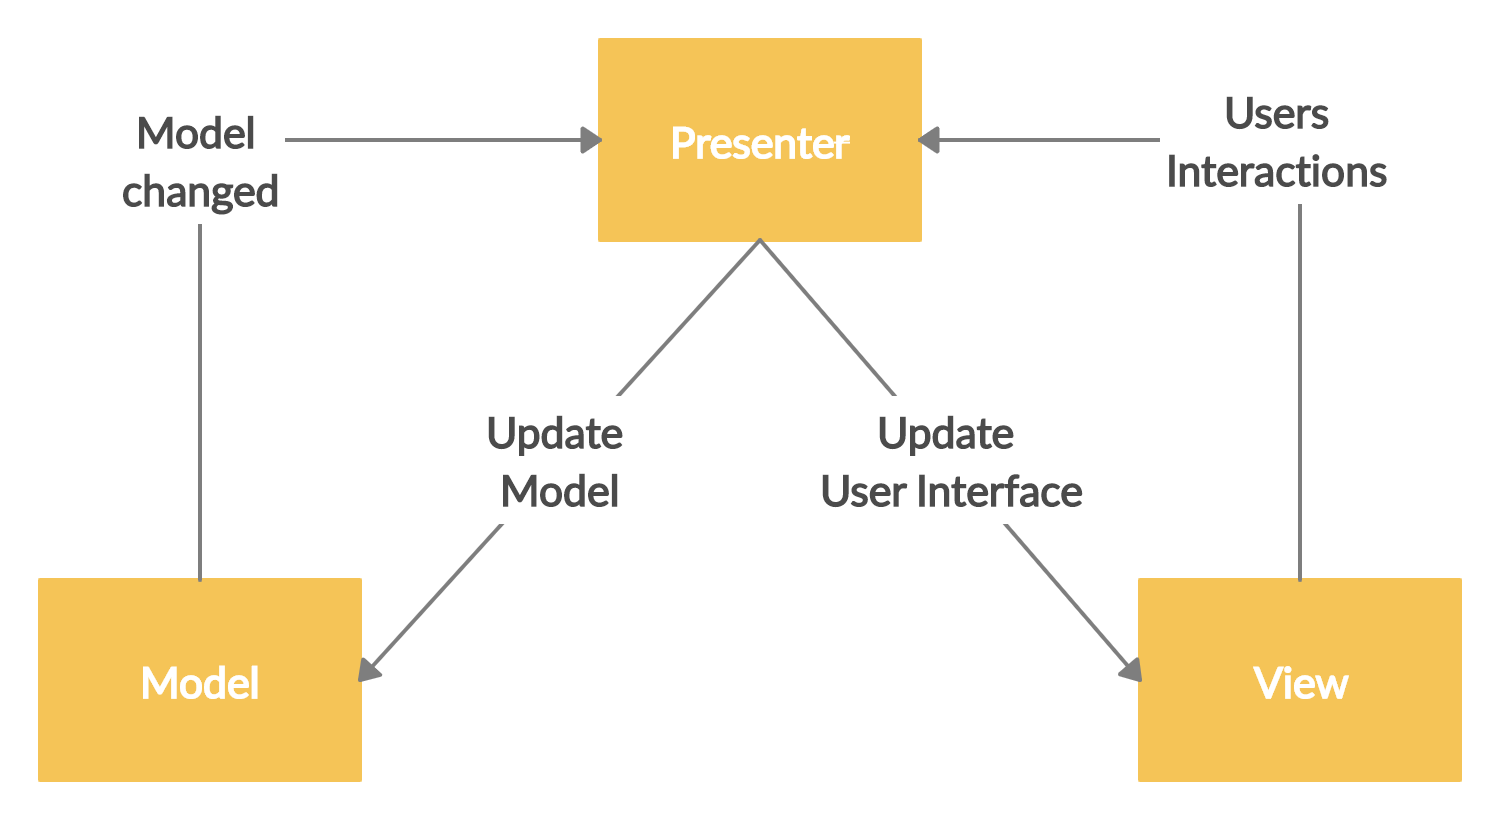 Model
changed
Presenter
Users
Interactions
Update
Model
Update
User Interface
Model
View